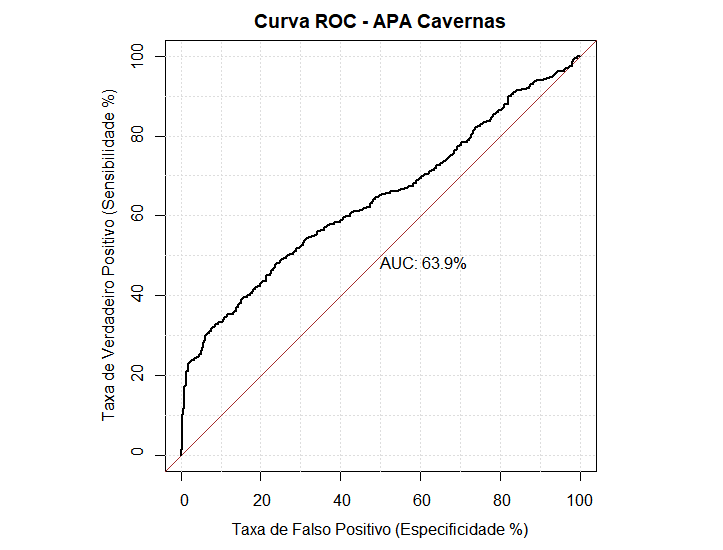 Curva ROC - APA Cavernas
Taxa de Verdadeiro Positivo (Sensibilidade %)
100
80
60
40
20
0
AUC: 63.9%
0 20 40 60 80 100
Taxa de Falso Positivo (Especificidade %)